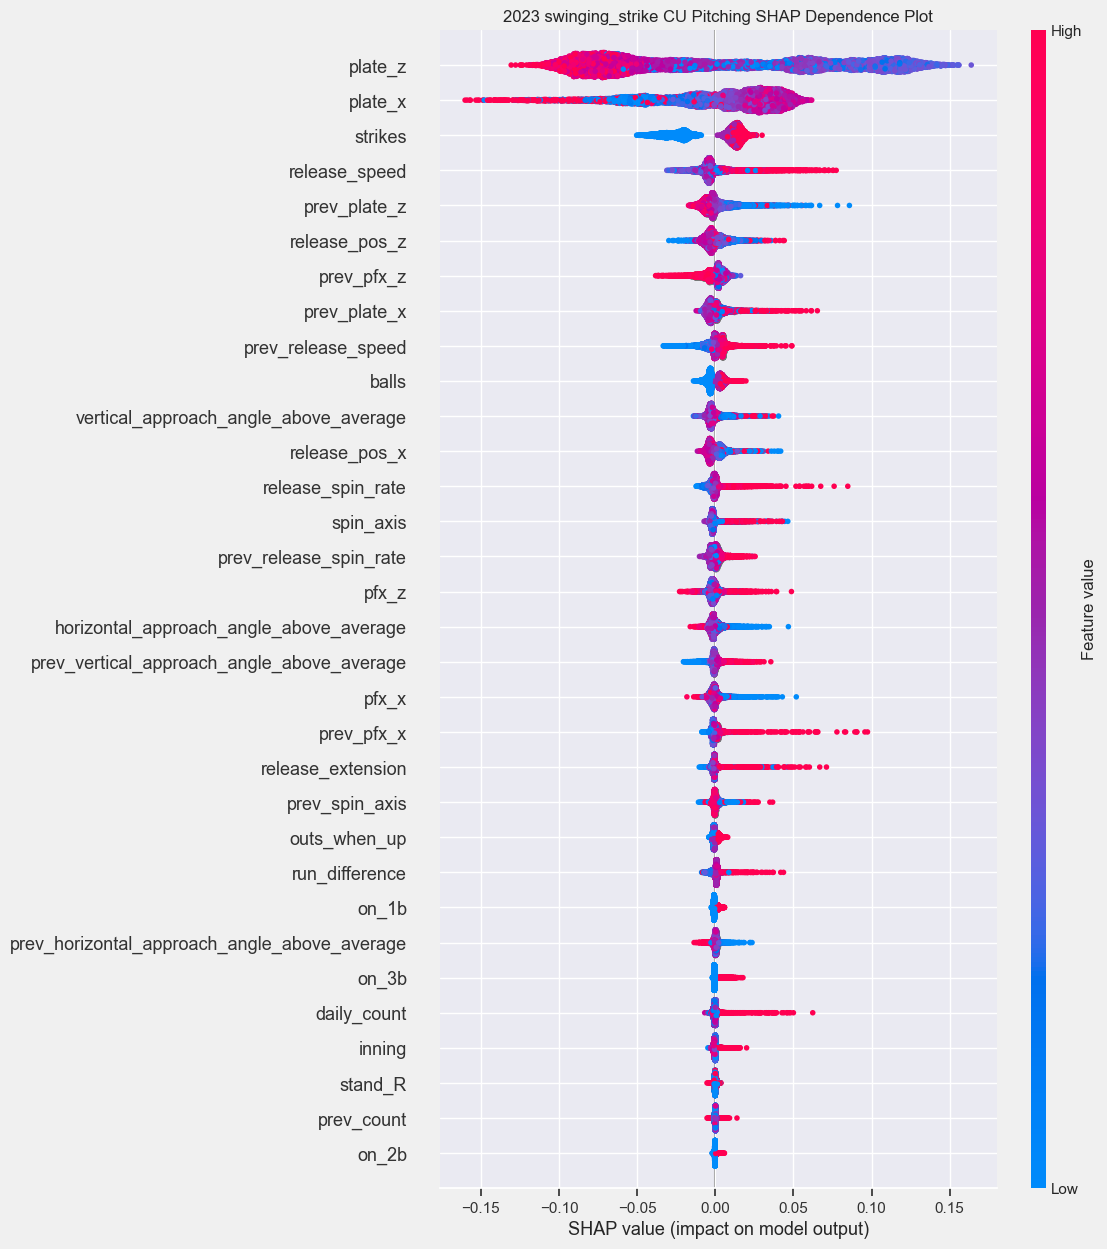 2023 swinging_strike CU Pitching SHAP Dependence Plot
High
plate_z
plate_x
strikes
release_speed
prev_plate_z
release_pos_z
prev_pfx_z
prev_plate_x
prev_release_speed
balls
vertical_approach_angle_above_average
release_pos_x
release_spin_rate
spin_axis
prev_release_spin_rate
pfx_z
horizontal_approach_angle_above_average
prev_vertical_approach_angle_above_average
pfx_x
prev_pfx_x
release_extension
prev_spin_axis
outs_when_up
run_difference
on_1b
prev_horizontal_approach_angle_above_average
on_3b
daily_count
inning
stand_R
prev_count
on_2b
Feature value
Low
−0.15 −0.10 −0.05 0.00 0.05 0.10 0.15
SHAP value (impact on model output)